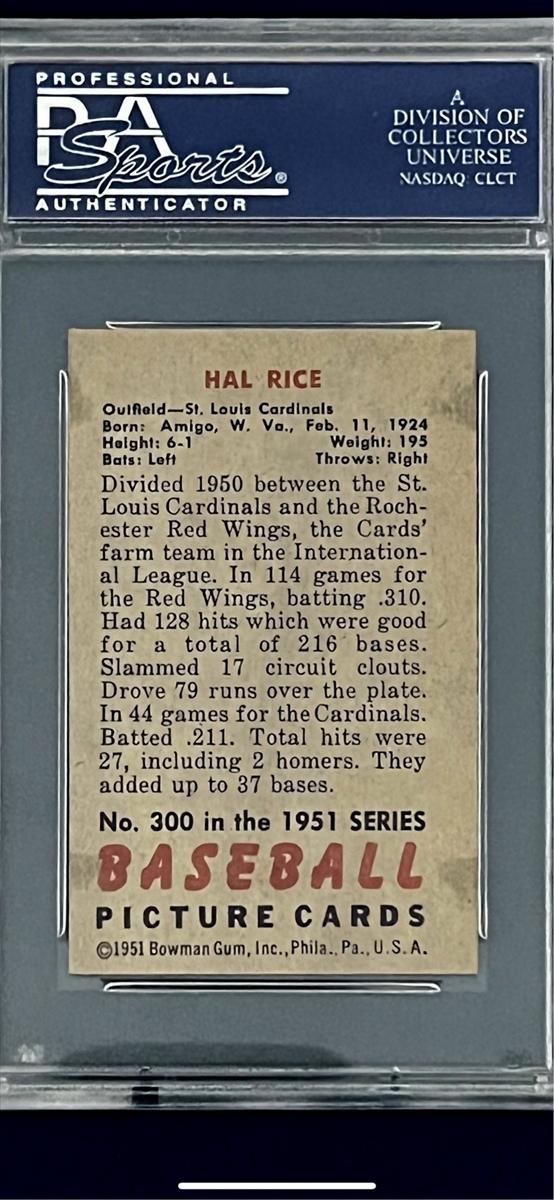 PROFESSIONAL
PSA
Sports®
AUTHENTICATOR
A
DIVISION OF
COLLECTORS
UNIVERSE
NASDAQ: CLCT
HAL RICE
Outfield—St. Louis Cardinals
Born: Amigo, W. Va., Feb. 11, 1924
Height: 6-1 Weight: 195
Bats: Left Throws: Right
Divided 1950 between the St.
Louis Cardinals and the Roch-
ester Red Wings, the Cards'
farm team in the Internation-
al League. In 114 games for
the Red Wings, batting .310.
Had 128 hits which were good
for a total of 216 bases.
Slammed 17 circuit clouts.
Drove 79 runs over the plate.
In 44 games for the Cardinals.
Batted .211. Total hits were
27, including 2 homers. They
added up to 37 bases.
No. 300 in the 1951 SERIES
BASEBALL
PICTURE CARDS
©1951 Bowman Gum, Inc., Phila., Pa., U.S.A.